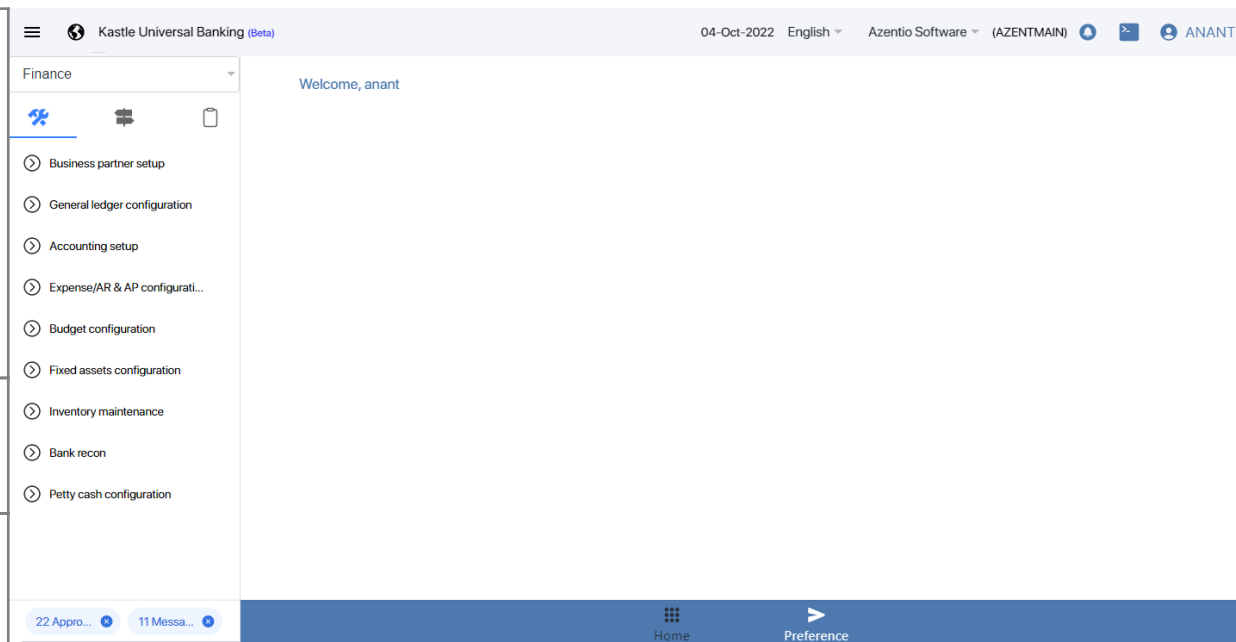 Kastle Universal Banking (Beta)
04-Oct-2022 English Azentio Software (AZENTMAIN) ANANT
Finance
Welcome, anant
Business partner setup
General ledger configuration
Accounting setup
Expense/AR & AP configurati...
Budget configuration
Fixed assets configuration
Inventory maintenance
Bank recon
Petty cash configuration
22 Appro... 11 Messa...
Home Preference